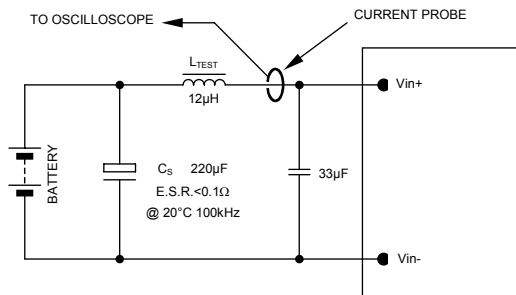 TO OSCILLOSCOPE
CURRENT PROBE
LTEST
12µH
Vin+
BATTERY
CS 220µF
E.S.R.<0.1Ω
@ 20°C 100kHz
33µF
Vin-